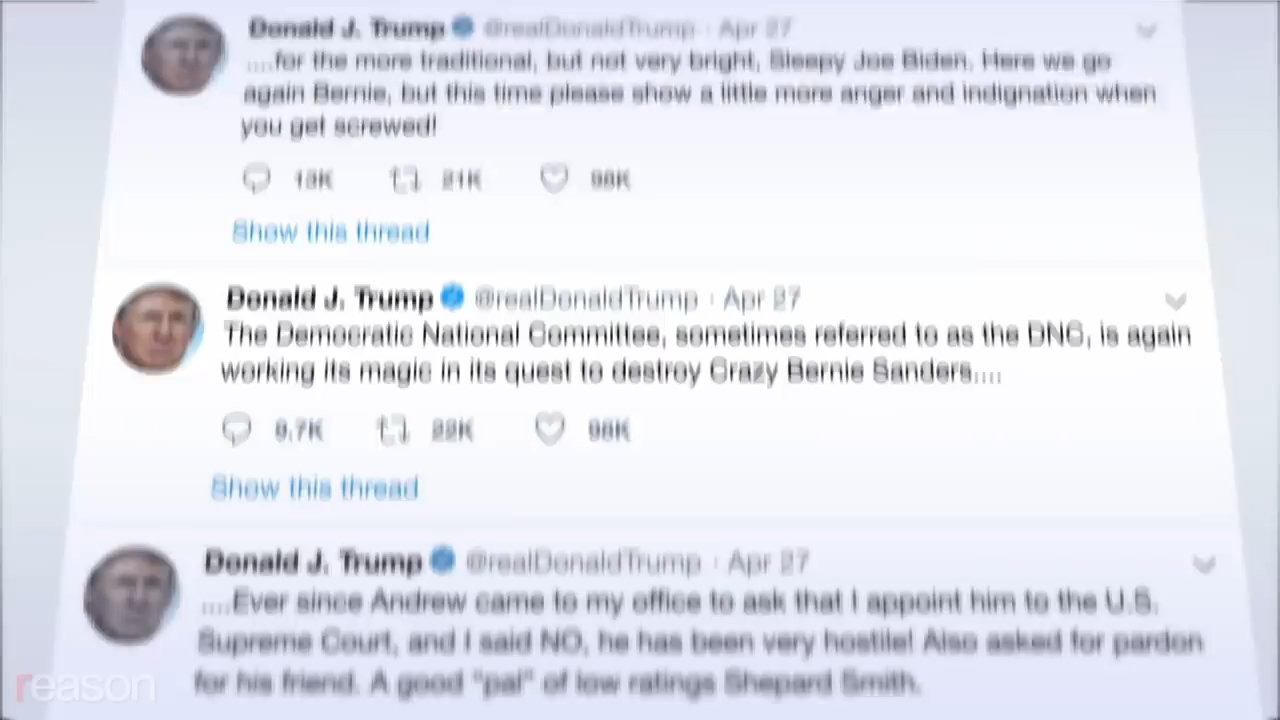 Donald J. Trump @realDonaldTrump · Apr 27
....for the more traditional, but not very bright, Sleepy Joe Biden. Here we go
again Bernie, but this time please show a little more anger and indignation when
you get screwed!
13K 21K 98K
Show this thread
Donald J. Trump @realDonaldTrump · Apr 27
The Democratic National Committee, sometimes referred to as the DNC, is again
working its magic in its quest to destroy Crazy Bernie Sanders....
9.7K 22K 96K
Show this thread
Donald J. Trump @realDonaldTrump · Apr 27
....Ever since Andrew came to my office to ask that I appoint him to the U.S.
Supreme Court, and I said NO, he has been very hostile! Also asked for pardon
for his friend. A good "pal" of low ratings Shepard Smith.
reason